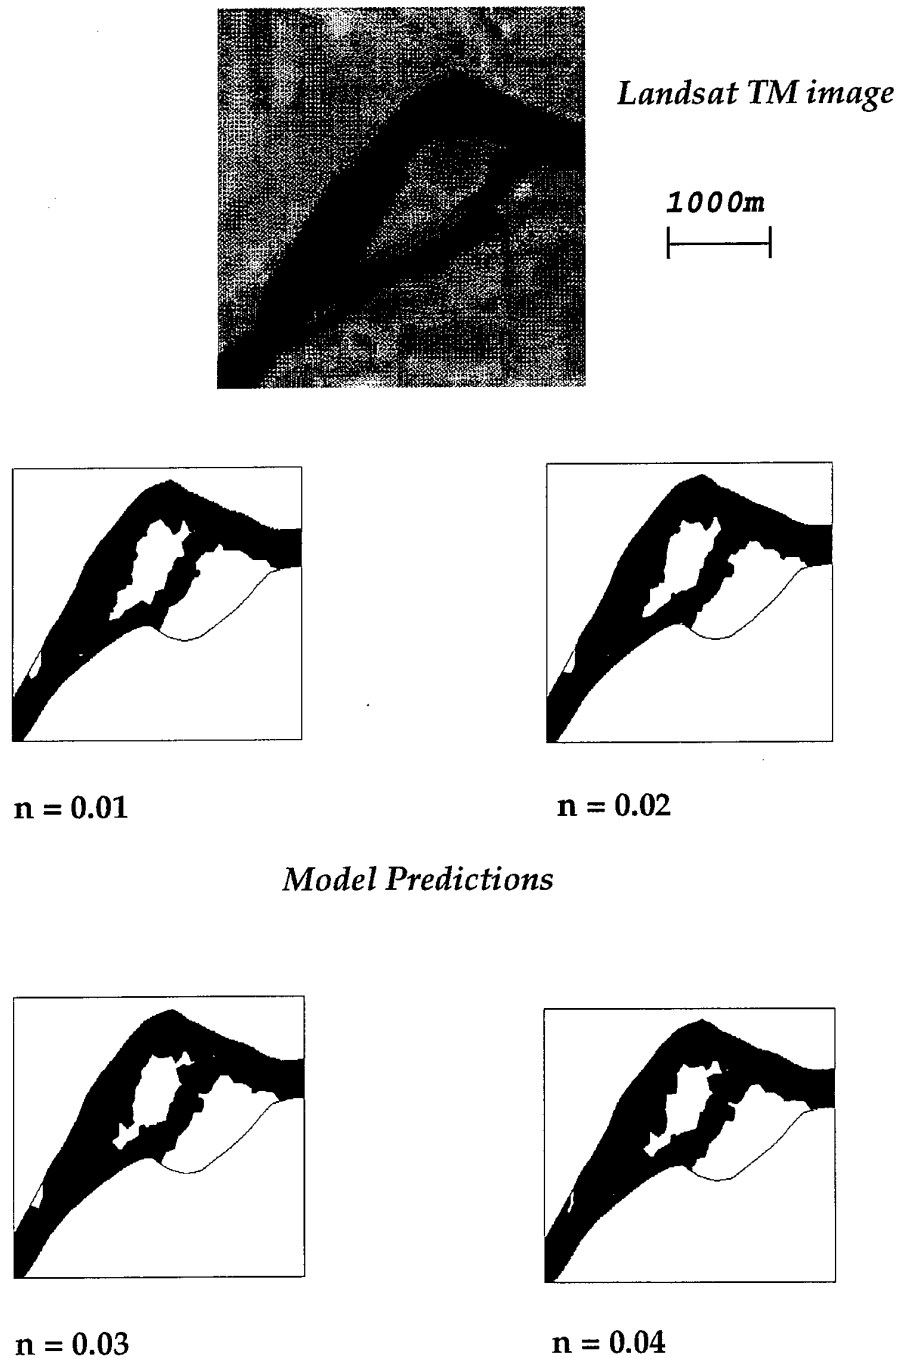 Landsat TM image
1000m
n = 0.01
n = 0.02
Model Predictions
n = 0.03
n = 0.04